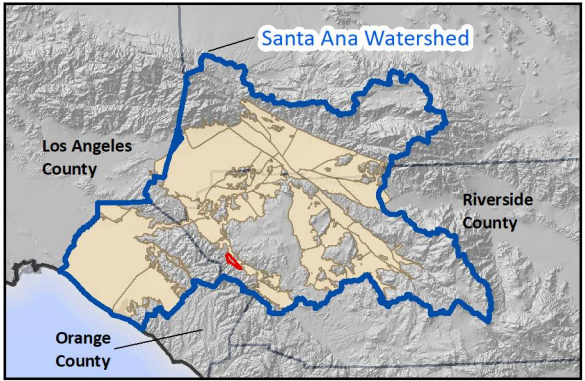 Santa Ana Watershed
Los Angeles
County
Riverside
County
Orange
County